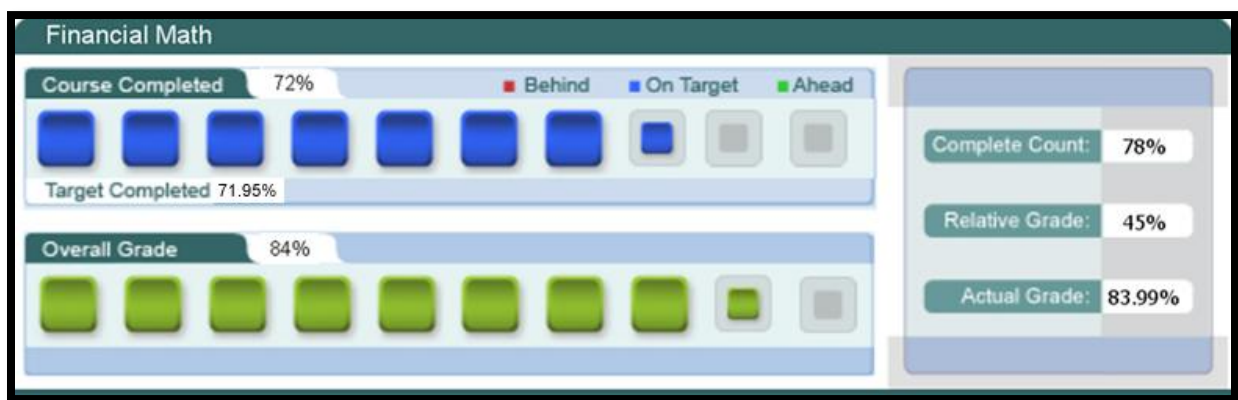 Financial Math
Course Completed 72%
Behind On Target Ahead
Target Completed 71.95%
Overall Grade 84%
Complete Count: 78%
Relative Grade: 45%
Actual Grade: 83.99%